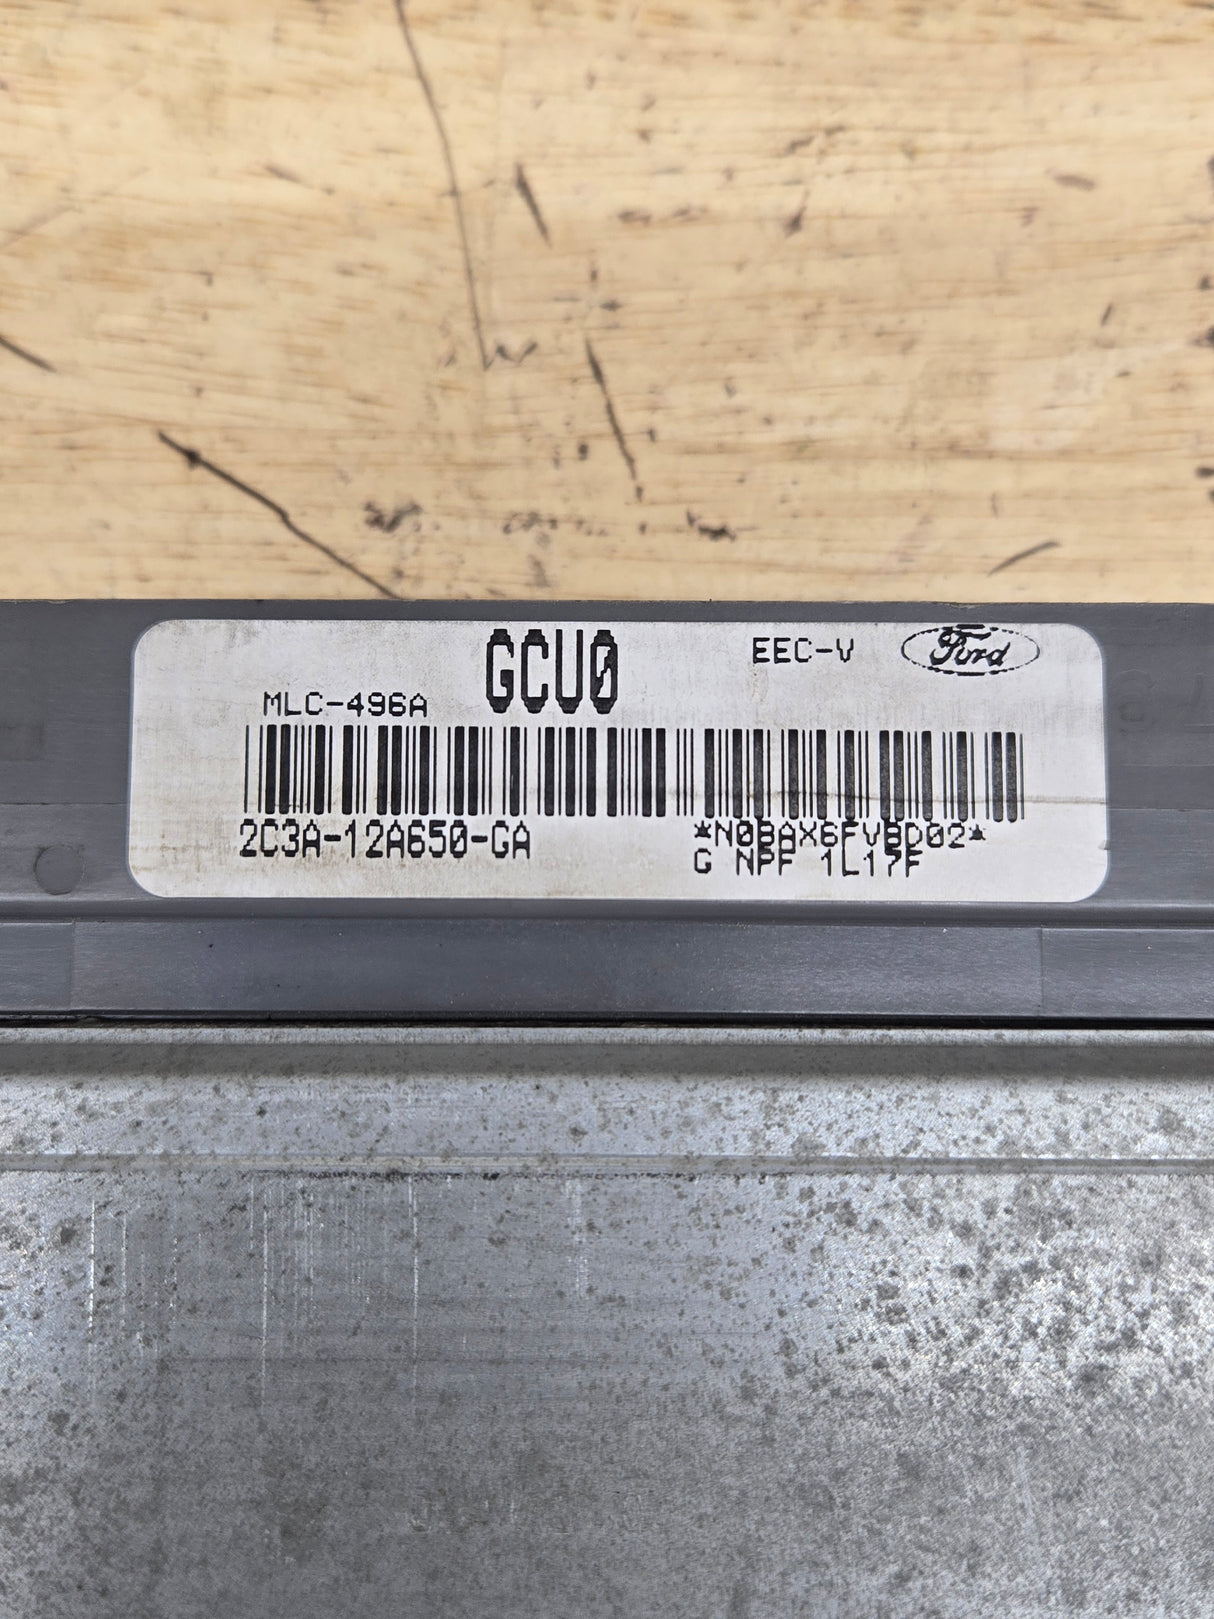 GCU0
EEC-V
Ford
MLC-496A
2C3A-12A650-GA
*N0BAX6FVBD02*
G NPF 1L17F